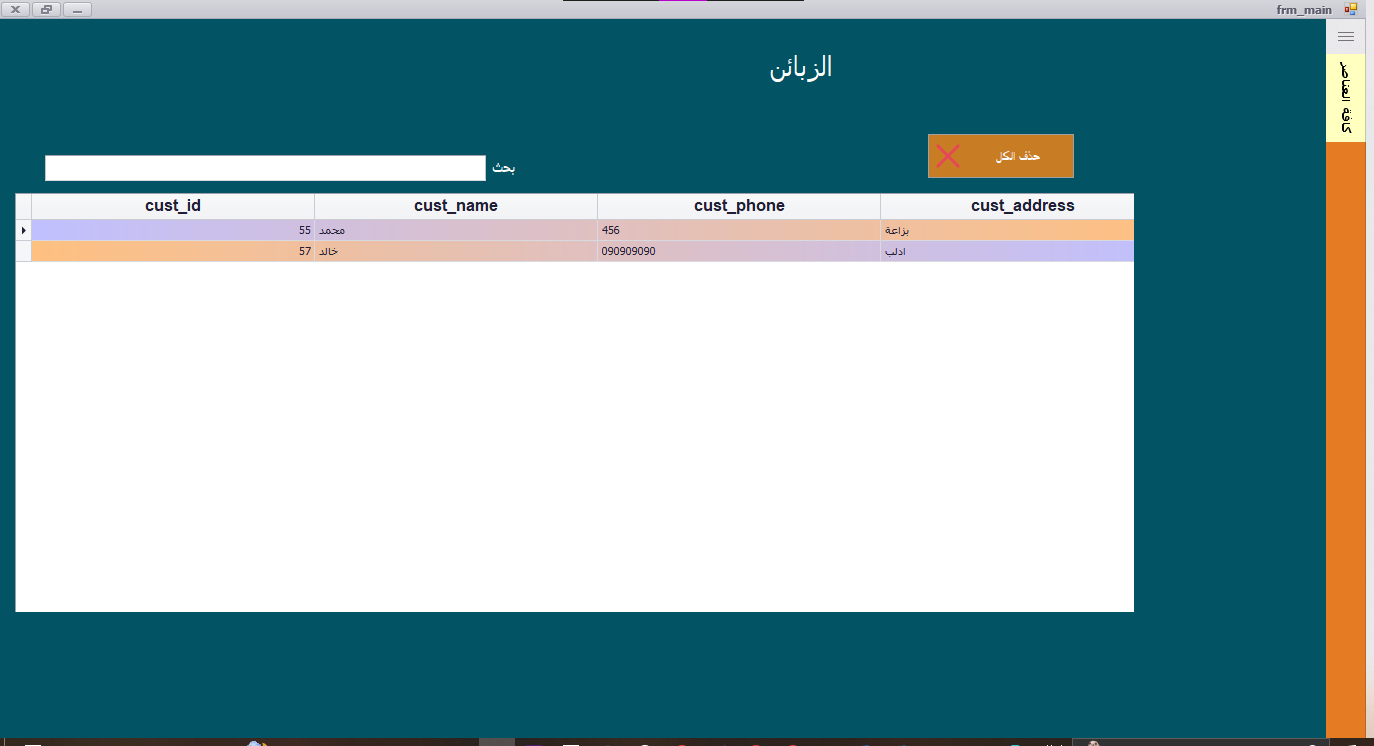 frm_main
كافة العناصر
الزبائن
حذف الكل
بحث
cust_id cust_name cust_phone cust_address
55 محمد 456 بزاعة
57 خالد 090909090 ادلب